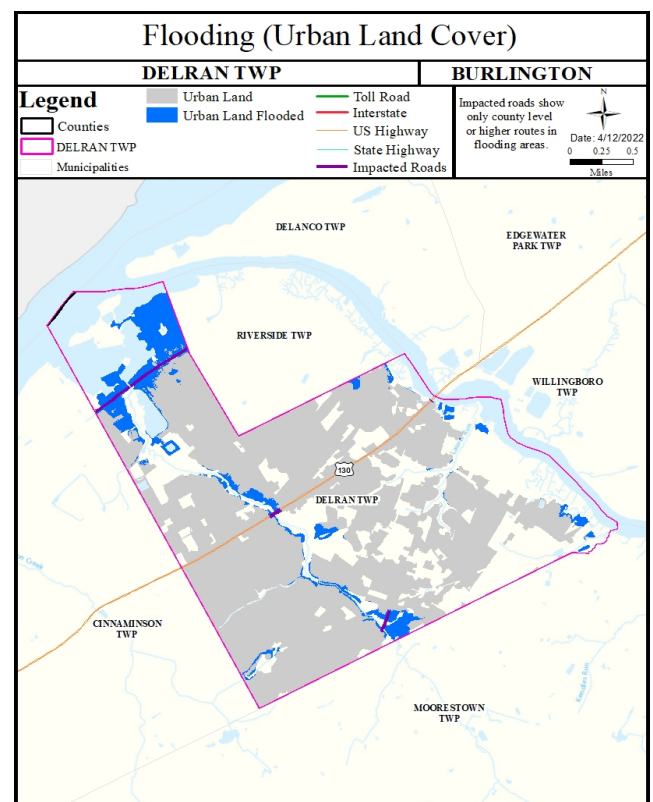 Flooding (Urban Land Cover)
DELRAN TWP
BURLINGTON
Legend
Counties
DELRAN TWP
Municipalities
Urban Land
Urban Land Flooded
Toll Road
Interstate
US Highway
State Highway
Impacted Roads
Impacted roads show
only county level
or higher routes in
flooding areas.
N
Date: 4/12/2022
0 0.25 0.5
Miles
DELANCO TWP
EDGEWATER
PARK TWP
RIVERSIDE TWP
WILLINGBORO
TWP
130
DELRAN TWP
CINNAMINSON
TWP
MOORESTOWN
TWP